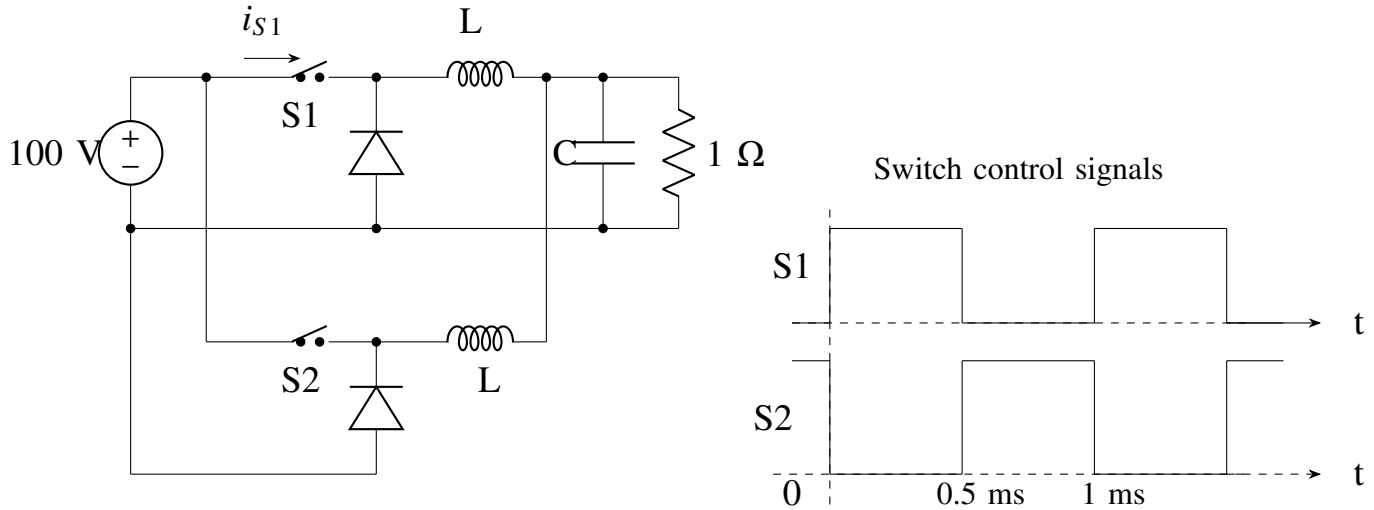 i_{S1}
L
S1
100 V
+
−
C
1 Ω
S2
L
Switch control signals
S1
t
S2
t
0
0.5 ms
1 ms